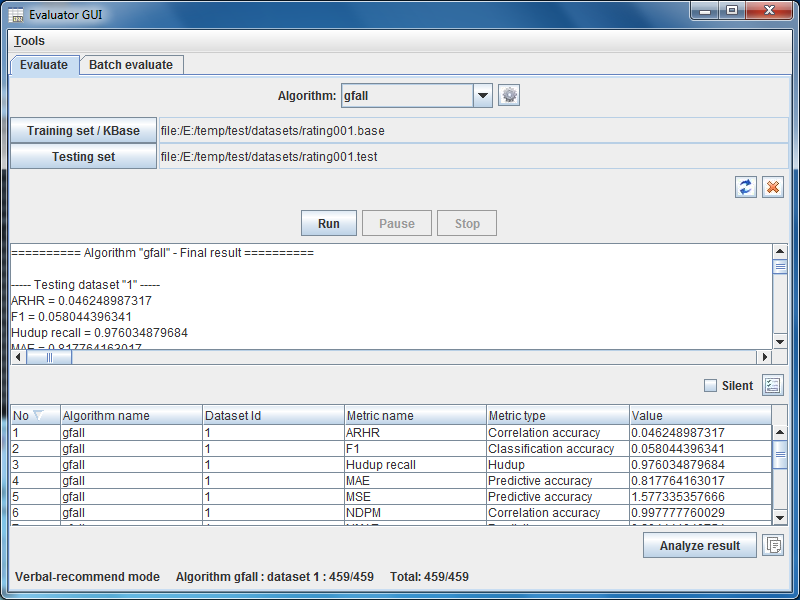 Evaluator GUI
Tools
Evaluate Batch evaluate
Algorithm: gfall
Training set / KBase file:/E:/temp/test/datasets/rating001.base
Testing set file:/E:/temp/test/datasets/rating001.test
Run Pause Stop
========== Algorithm "gfall" - Final result ==========
----- Testing dataset "1" -----
ARHR = 0.046248987317
F1 = 0.058044396341
Hudup recall = 0.976034879684
MAE = 0.817764163017
Silent
No Algorithm name Dataset Id Metric name Metric type Value
1 gfall 1 ARHR Correlation accuracy 0.046248987317
2 gfall 1 F1 Classification accuracy 0.058044396341
3 gfall 1 Hudup recall Hudup 0.976034879684
4 gfall 1 MAE Predictive accuracy 0.817764163017
5 gfall 1 MSE Predictive accuracy 1.577335357666
6 gfall 1 NDPM Correlation accuracy 0.997777760029
Analyze result
Verbal-recommend mode Algorithm gfall : dataset 1 : 459/459 Total: 459/459